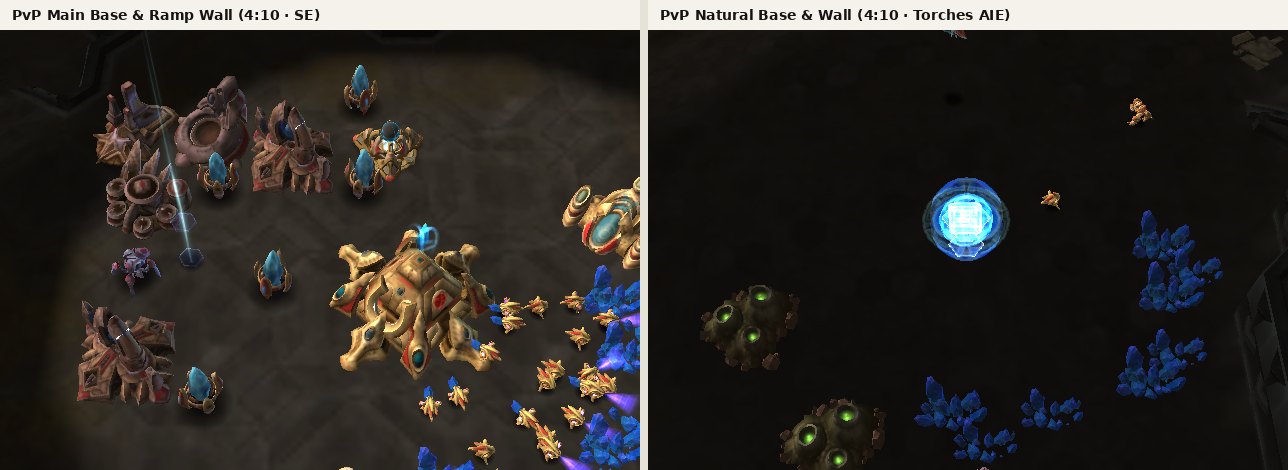 PvP Main Base & Ramp Wall (4:10 · SE)
PvP Natural Base & Wall (4:10 · Torches AIE)